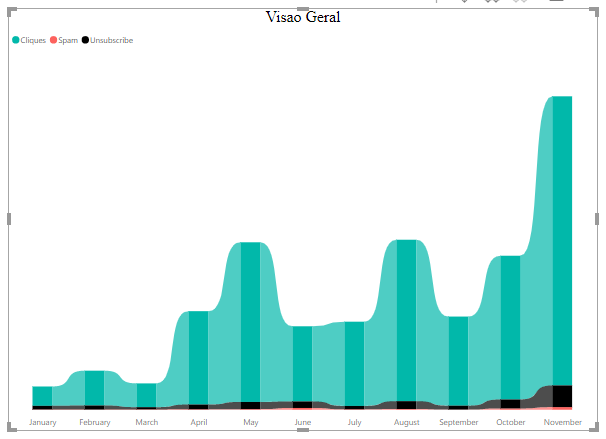 Visao Geral
Cliques Spam Unsubscribe
January February March April May June July August September October November